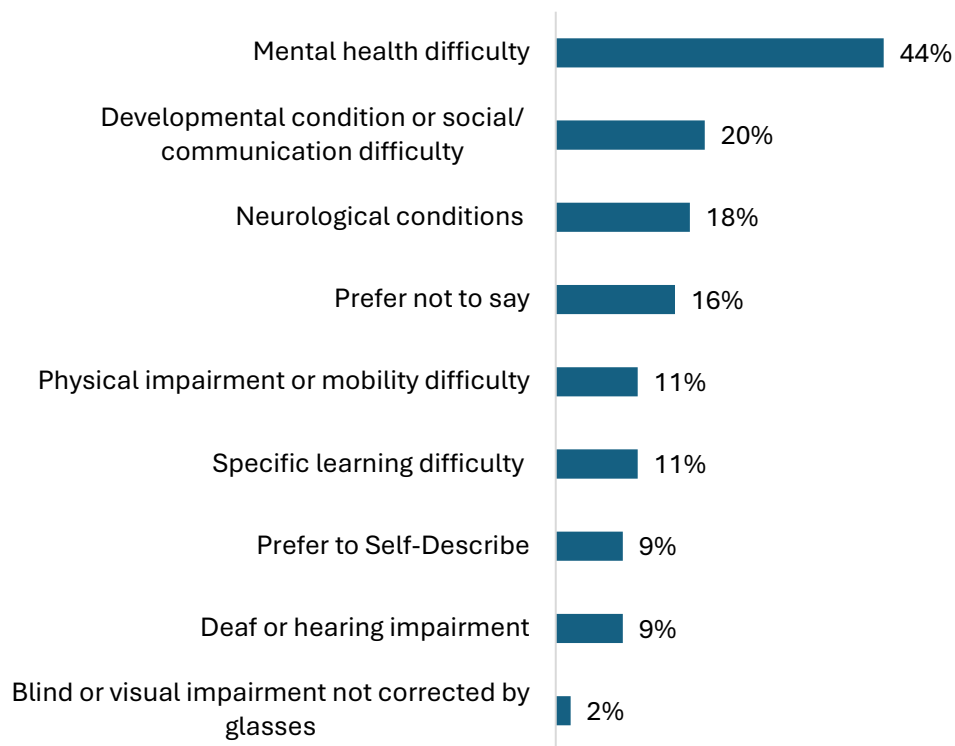 Mental health difficulty
44%
Developmental condition or social/
communication difficulty
20%
Neurological conditions
18%
Prefer not to say
16%
Physical impairment or mobility difficulty
11%
Specific learning difficulty
11%
Prefer to Self-Describe
9%
Deaf or hearing impairment
9%
Blind or visual impairment not corrected by
glasses
2%